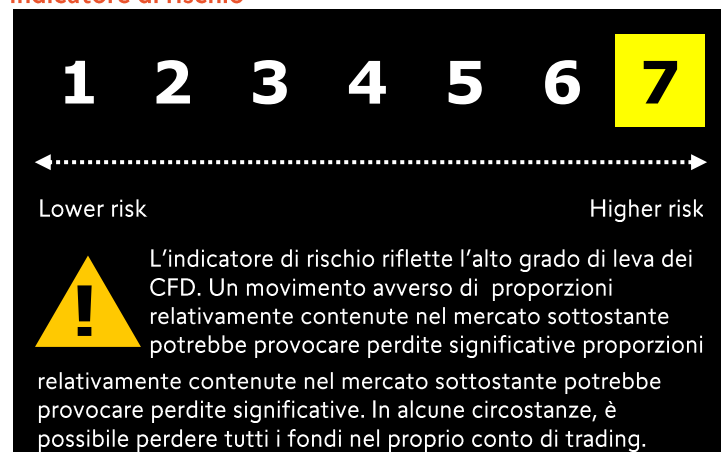 Indicatore di rischio
1 2 3 4 5 6 7
Lower risk Higher risk
!
L'indicatore di rischio riflette l'alto grado di leva dei
CFD. Un movimento avverso di proporzioni
relativamente contenute nel mercato sottostante
potrebbe provocare perdite significative proporzioni
relativamente contenute nel mercato sottostante potrebbe
provocare perdite significative. In alcune circostanze, è
possibile perdere tutti i fondi nel proprio conto di trading.